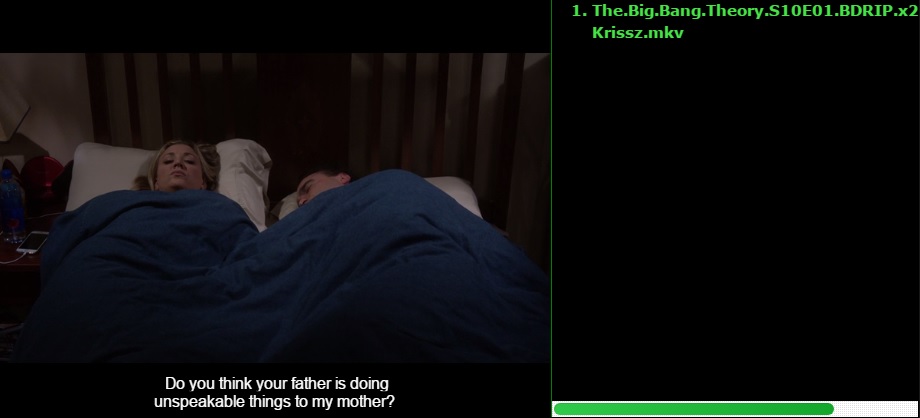 1. The.Big.Bang.Theory.S10E01.BDRIP.x2
Krissz.mkv
Do you think your father is doing
unspeakable things to my mother?